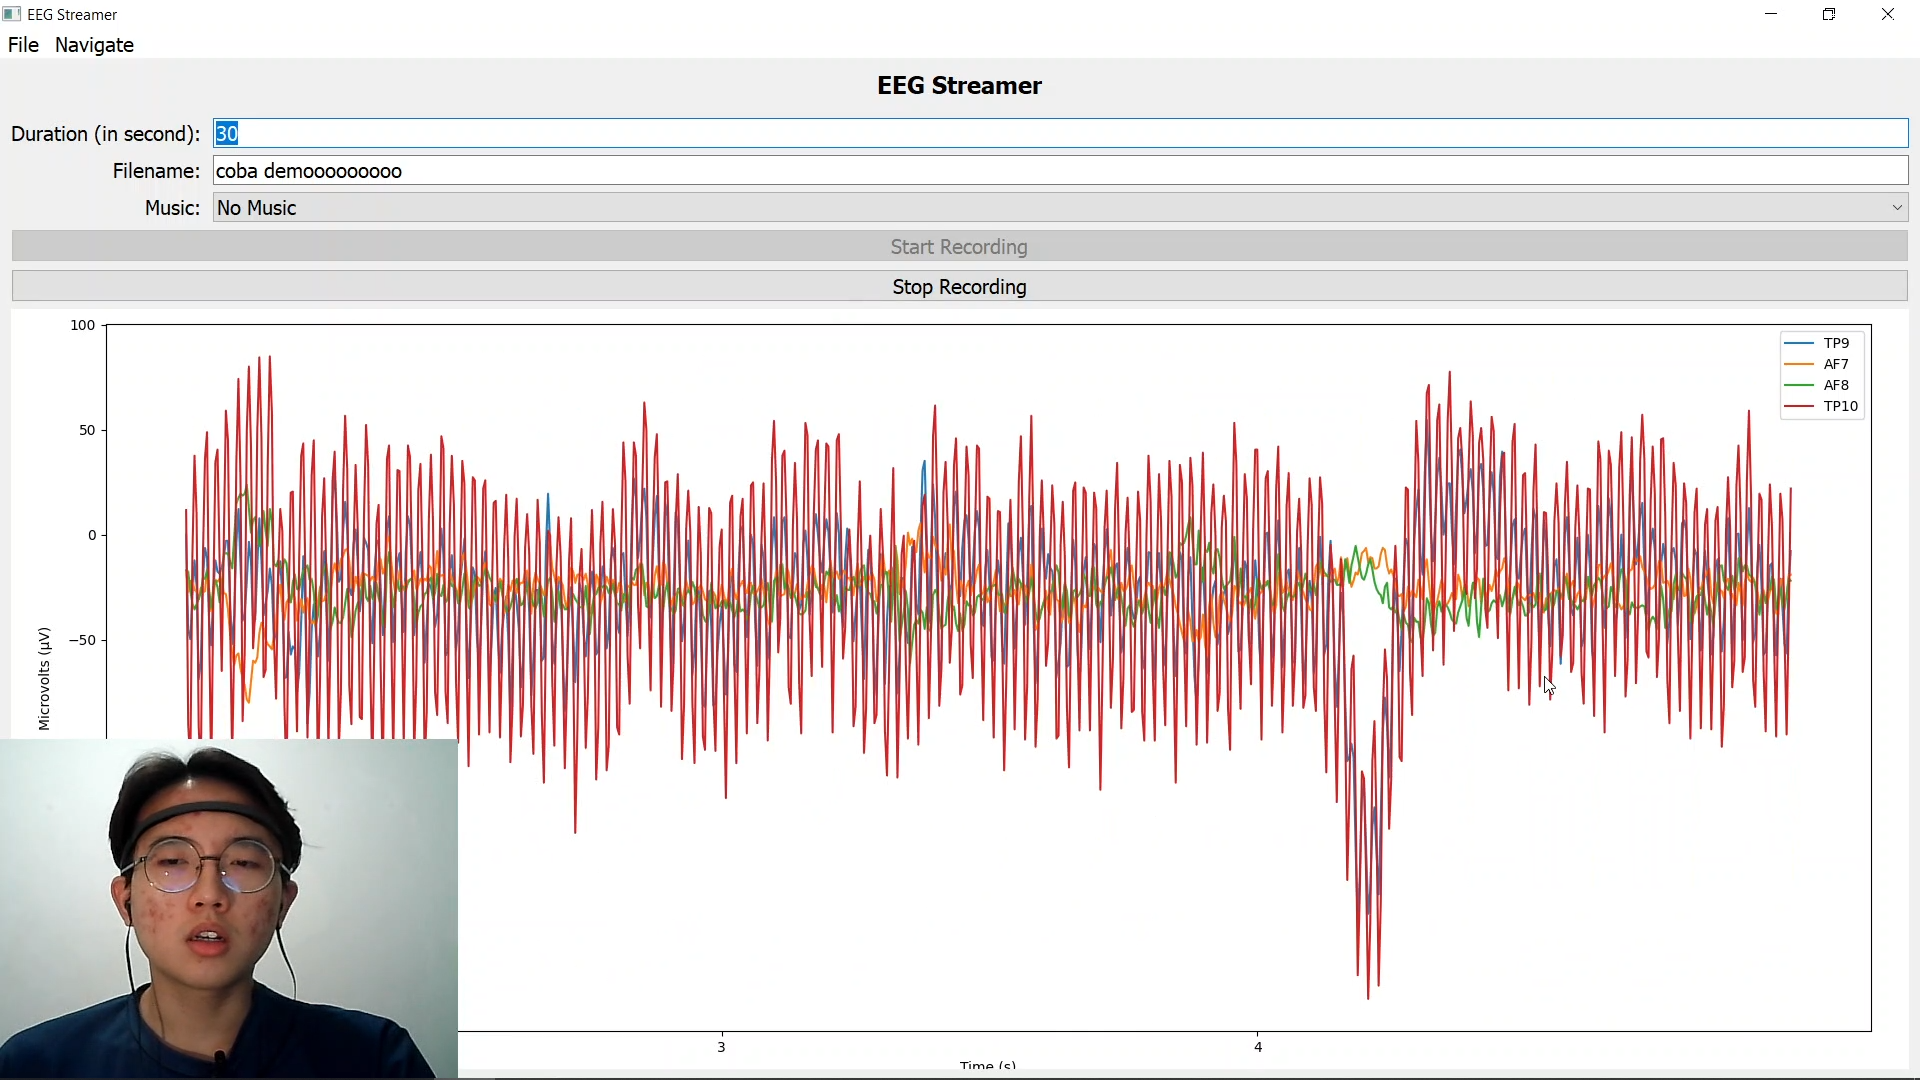 EEG Streamer
File Navigate
EEG Streamer
Duration (in second): 30
Filename: coba demooooooooo
Music: No Music
Start Recording
Stop Recording
100
50
0
−50
Microvolts (µV)
TP9
AF7
AF8
TP10
3
4
Time (s)